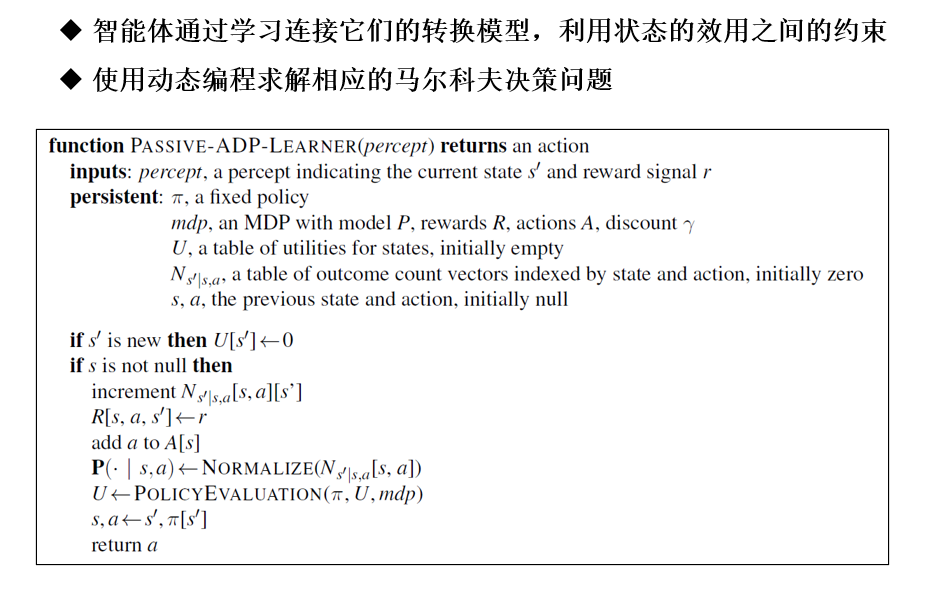 ◆ 智能体通过学习连接它们的转换模型，利用状态的效用之间的约束
◆ 使用动态编程求解相应的马尔科夫决策问题
function PASSIVE-ADP-LEARNER(percept) returns an action
inputs: percept, a percept indicating the current state s′ and reward signal r
persistent: π, a fixed policy
mdp, an MDP with model P, rewards R, actions A, discount γ
U, a table of utilities for states, initially empty
N_{s′|s,a}, a table of outcome count vectors indexed by state and action, initially zero
s, a, the previous state and action, initially null
if s′ is new then U[s′]←0
if s is not null then
increment N_{s′|s,a}[s,a][s’]
R[s, a, s′]←r
add a to A[s]
P(· | s,a)←NORMALIZE(N_{s′|s,a}[s, a])
U←POLICYEVALUATION(π, U, mdp)
s, a←s′, π[s′]
return a